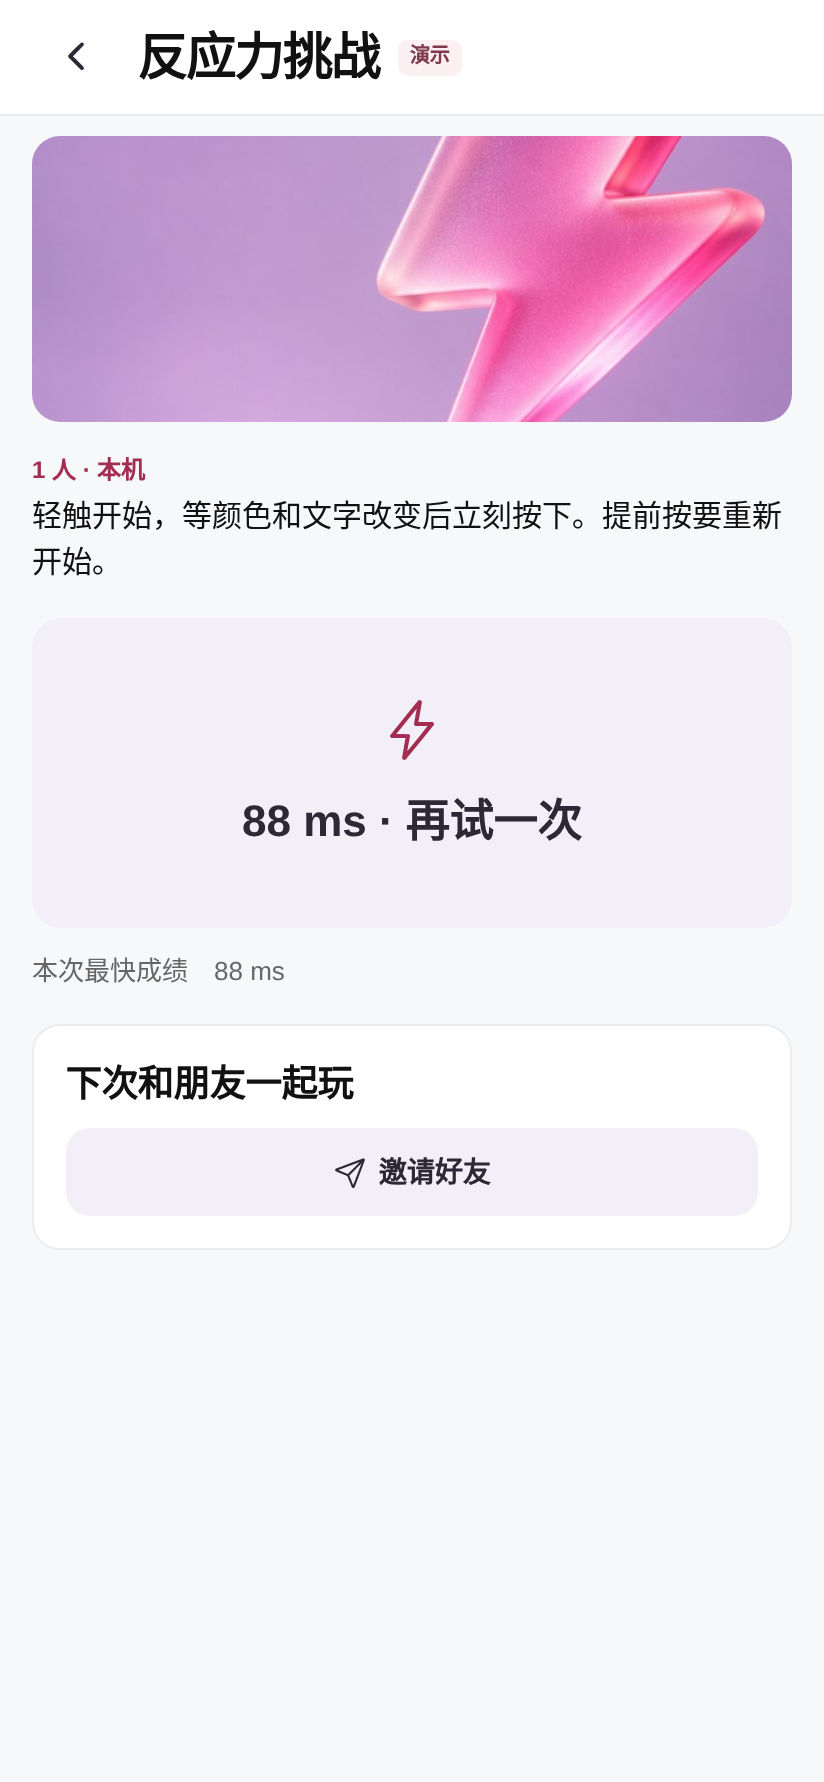 反应力挑战 演示
1 人 · 本机
轻触开始，等颜色和文字改变后立刻按下。提前按要重新
开始。
88 ms · 再试一次
本次最快成绩 88 ms
下次和朋友一起玩
邀请好友